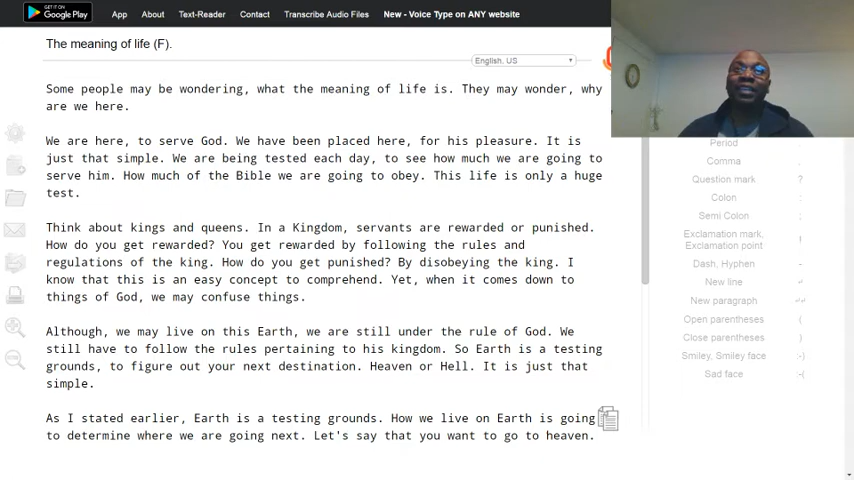 GET IT ON
Google Play
App
About
Text-Reader
Contact
Transcribe Audio Files
New - Voice Type on ANY website
The meaning of life (F).
English. US
Some people may be wondering, what the meaning of life is. They may wonder, why
are we here.
We are here, to serve God. We have been placed here, for his pleasure. It is
just that simple. We are being tested each day, to see how much we are going to
serve him. How much of the Bible we are going to obey. This life is only a huge
test.
Think about kings and queens. In a Kingdom, servants are rewarded or punished.
How do you get rewarded? You get rewarded by following the rules and
regulations of the king. How do you get punished? By disobeying the king. I
know that this is an easy concept to comprehend. Yet, when it comes down to
things of God, we may confuse things.
Although, we may live on this Earth, we are still under the rule of God. We
still have to follow the rules pertaining to his kingdom. So Earth is a testing
grounds, to figure out your next destination. Heaven or Hell. It is just that
simple.
As I stated earlier, Earth is a testing grounds. How we live on Earth is going
to determine where we are going next. Let's say that you want to go to heaven.
Period .
Comma ,
Question mark ?
Colon :
Semi Colon ;
Exclamation mark, !
Exclamation point
Dash, Hyphen -
New line ↵
New paragraph ↵↵
Open parentheses (
Close parentheses )
Smiley, Smiley face :-)
Sad face :-(